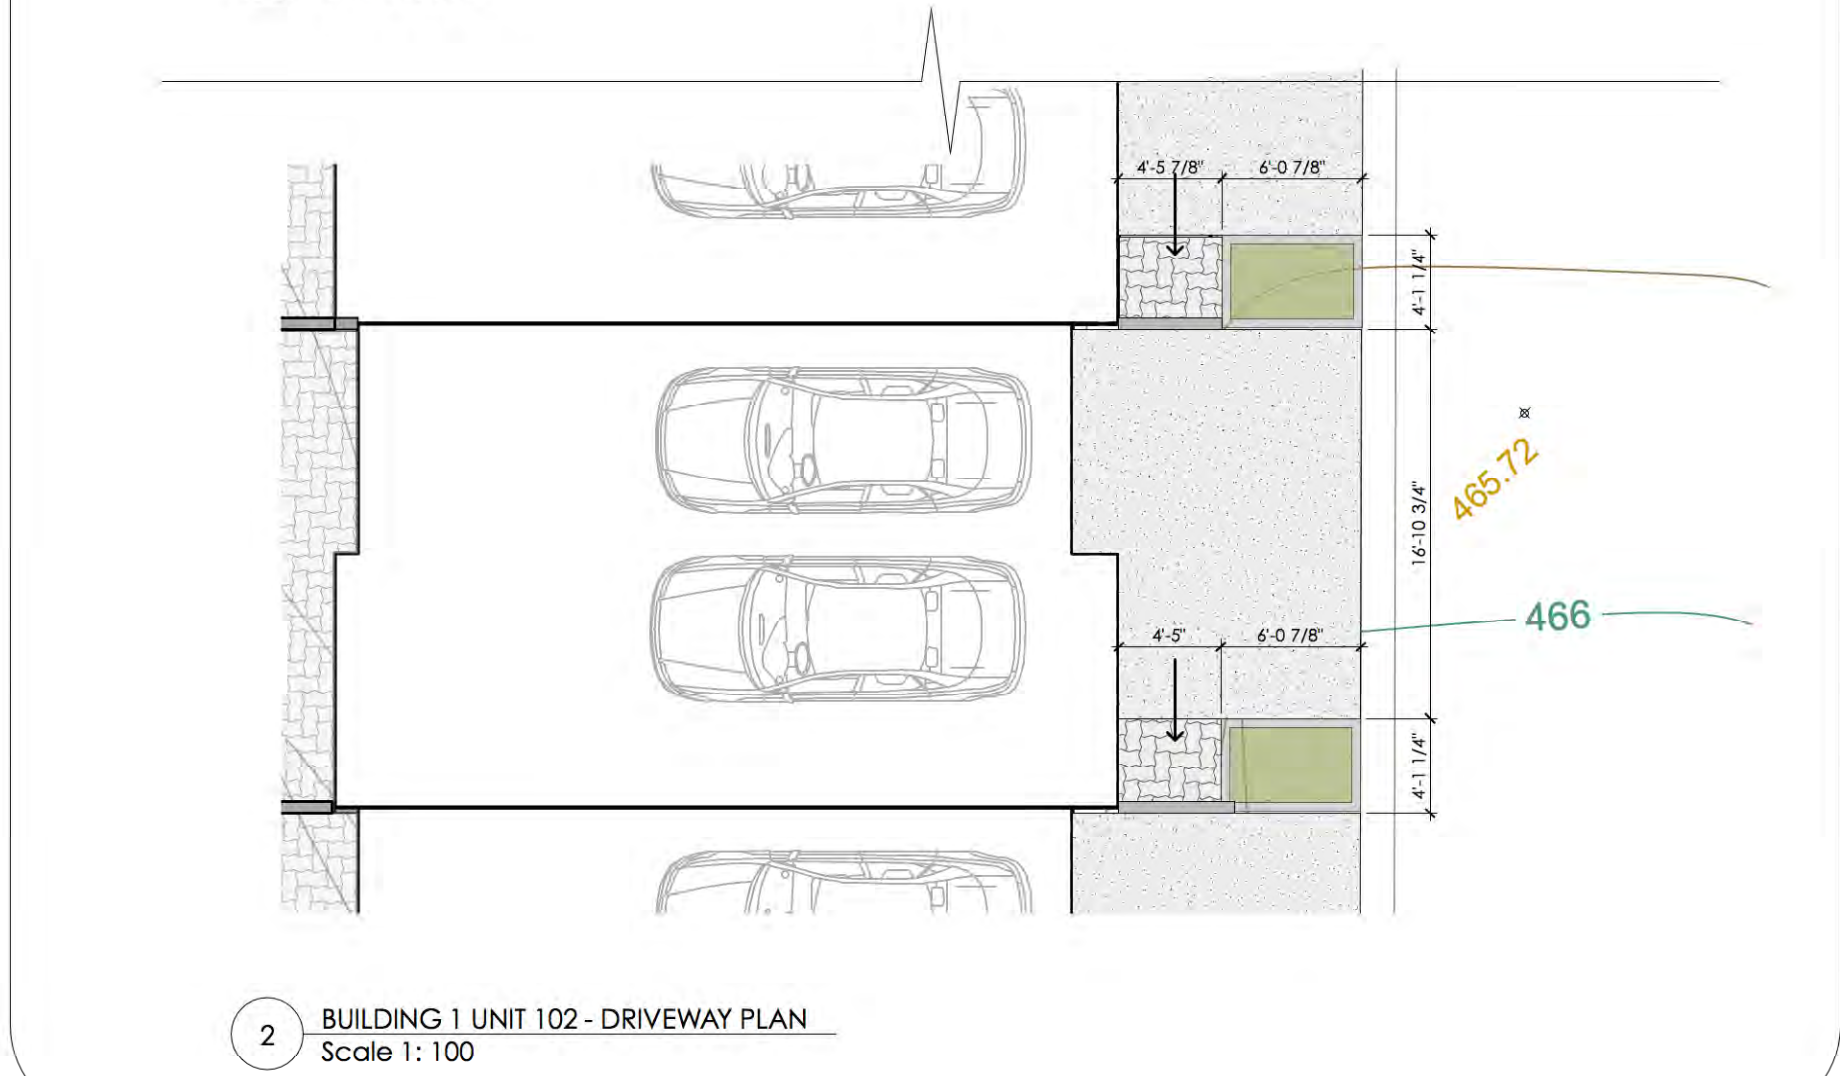 4'-5 7/8" 6'-0 7/8"
4'-1 1/4"
465.72
16'-10 3/4"
466
4'-5" 6'-0 7/8"
4'-1 1/4"
2
BUILDING 1 UNIT 102 - DRIVEWAY PLAN
Scale 1: 100